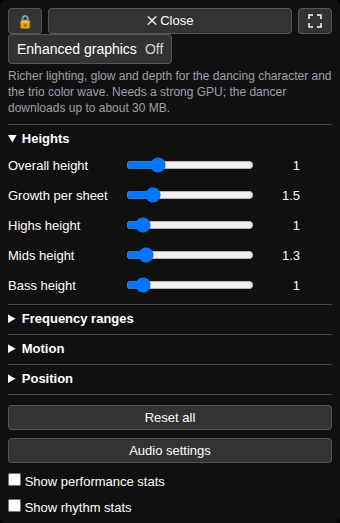 Close
Enhanced graphics Off
Richer lighting, glow and depth for the dancing character and
the trio color wave. Needs a strong GPU; the dancer
downloads up to about 30 MB.
Heights
Overall height 1
Growth per sheet 1.5
Highs height 1
Mids height 1.3
Bass height 1
Frequency ranges
Motion
Position
Reset all
Audio settings
Show performance stats
Show rhythm stats